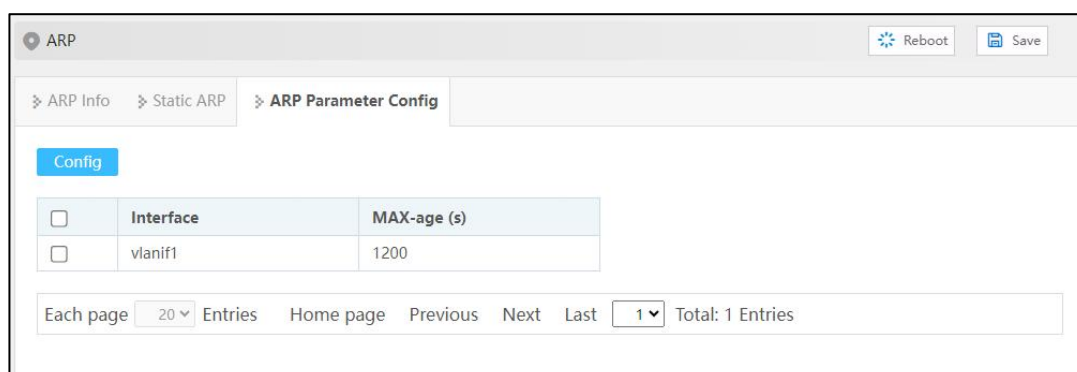 ARP Reboot Save
ARP Info Static ARP ARP Parameter Config
Config
Interface MAX-age (s)
vlanif1 1200
Each page 20 Entries Home page Previous Next Last 1 Total: 1 Entries